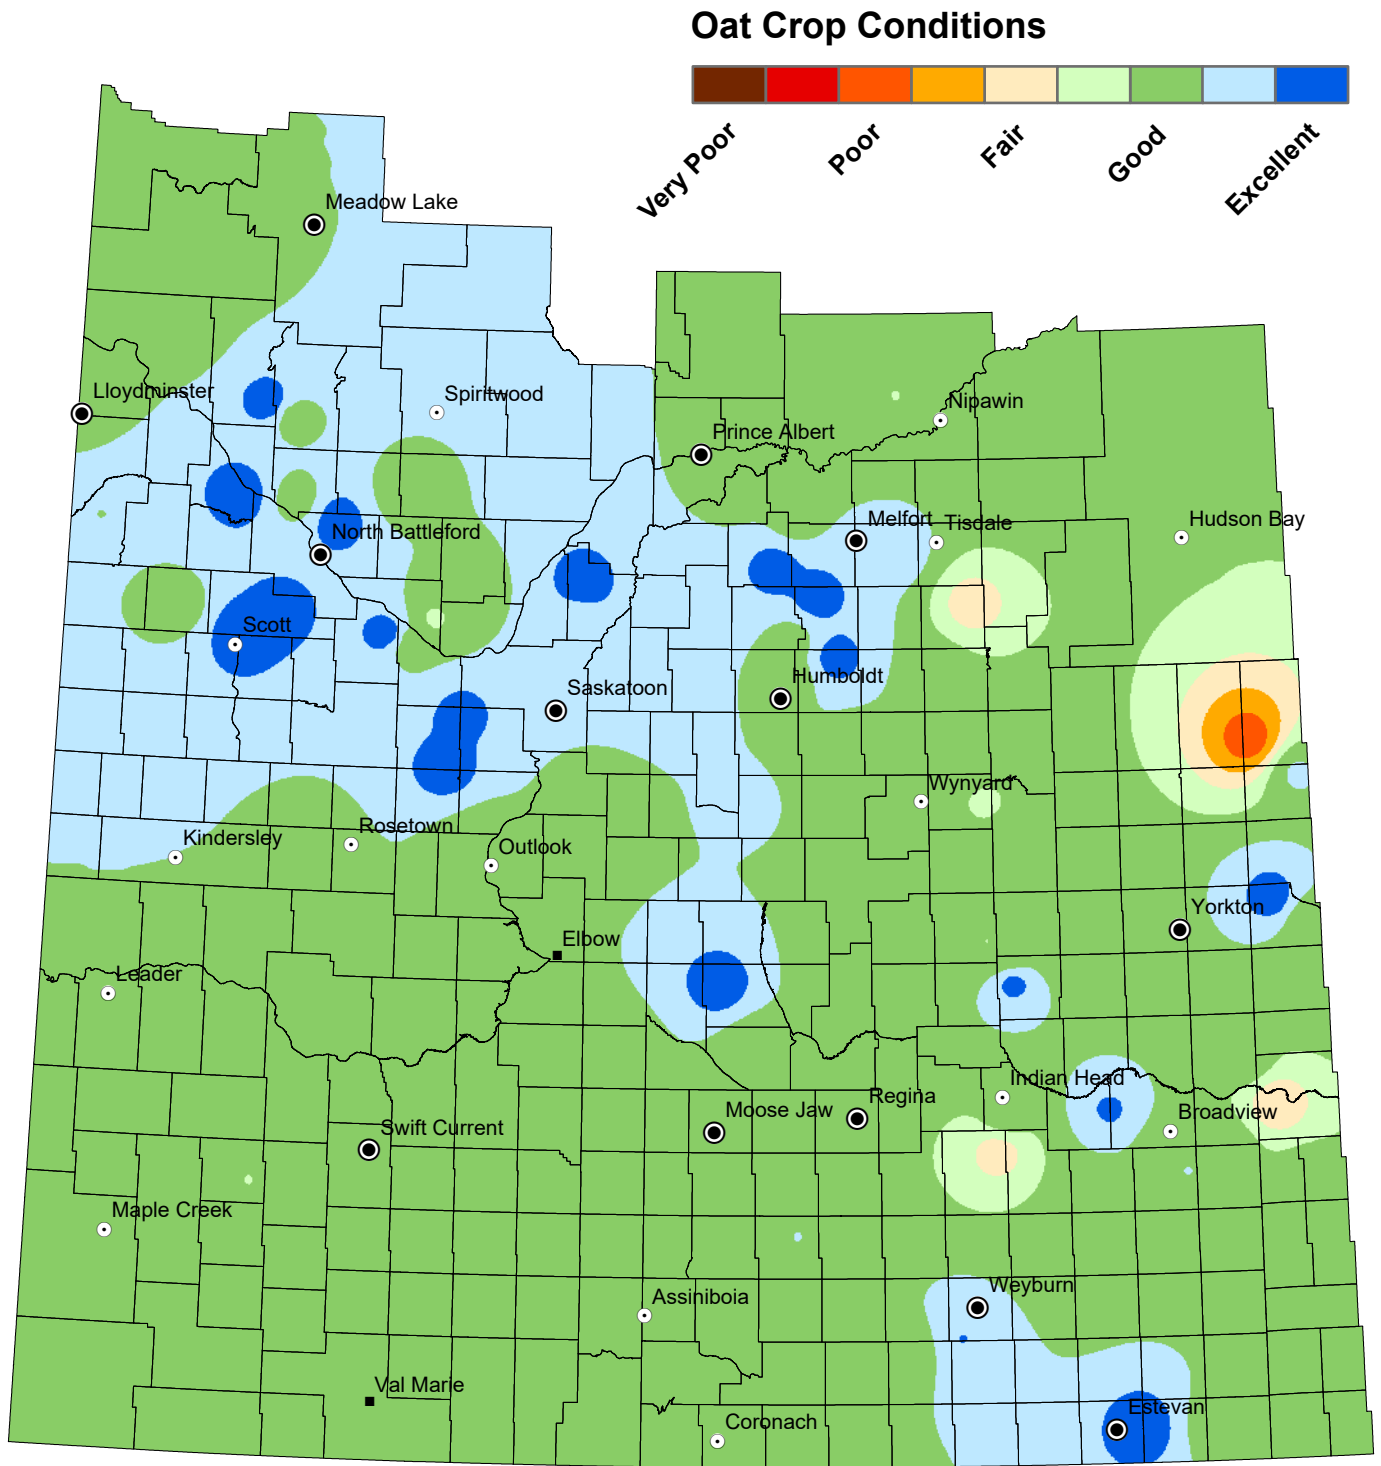 Oat Crop Conditions
Very Poor
Poor
Fair
Good
Excellent
Meadow Lake
Lloydminster
Spiritwood
Nipawin
Prince Albert
North Battleford
Melfort
Tisdale
Hudson Bay
Scott
Saskatoon
Humboldt
Wynyard
Kindersley
Rosetown
Outlook
Yorkton
Elbow
Leader
Indian Head
Regina
Moose Jaw
Broadview
Swift Current
Maple Creek
Weyburn
Assiniboia
Val Marie
Estevan
Coronach